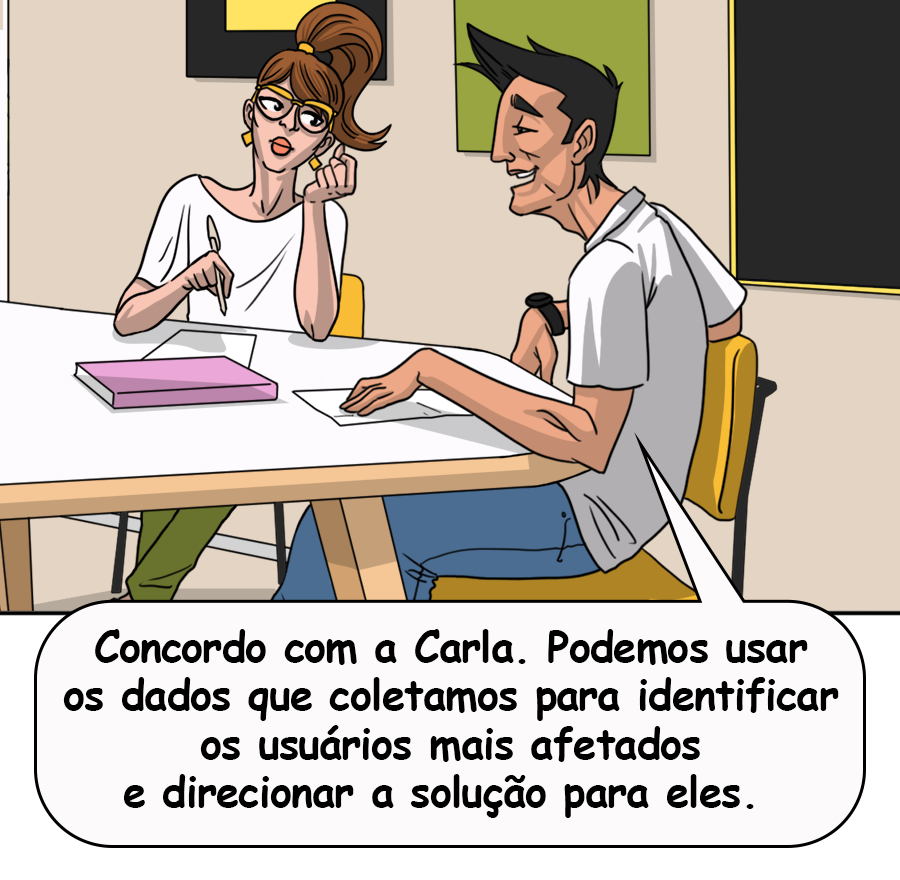 Concordo com a Carla. Podemos usar
os dados que coletamos para identificar
os usuários mais afetados
e direcionar a solução para eles.